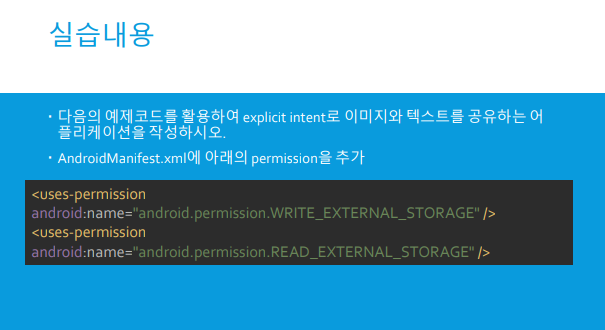 실습내용
• 다음의 예제코드를 활용하여 explicit intent로 이미지와 텍스트를 공유하는 어
플리케이션을 작성하시오.
• AndroidManifest.xml에 아래의 permission을 추가
<uses-permission
android:name="android.permission.WRITE_EXTERNAL_STORAGE" />
<uses-permission
android:name="android.permission.READ_EXTERNAL_STORAGE" />